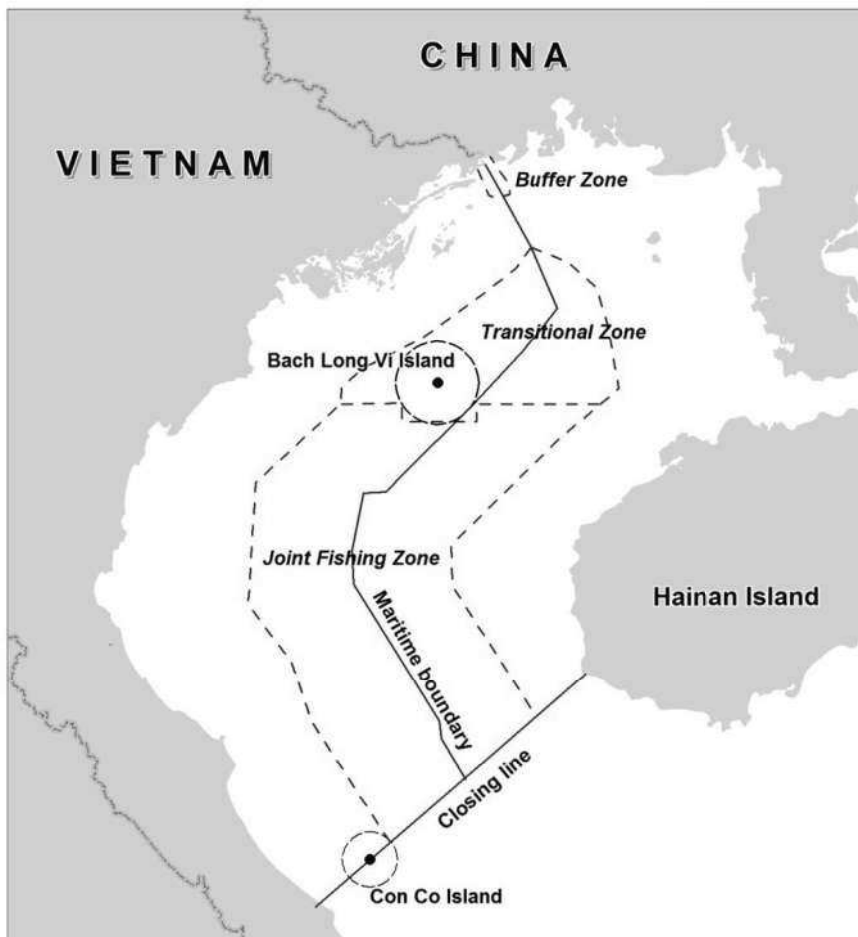 CHINA
VIETNAM
Buffer Zone
Transitional Zone
Bach Long Vi Island
Joint Fishing Zone
Hainan Island
Maritime boundary
Closing line
Con Co Island